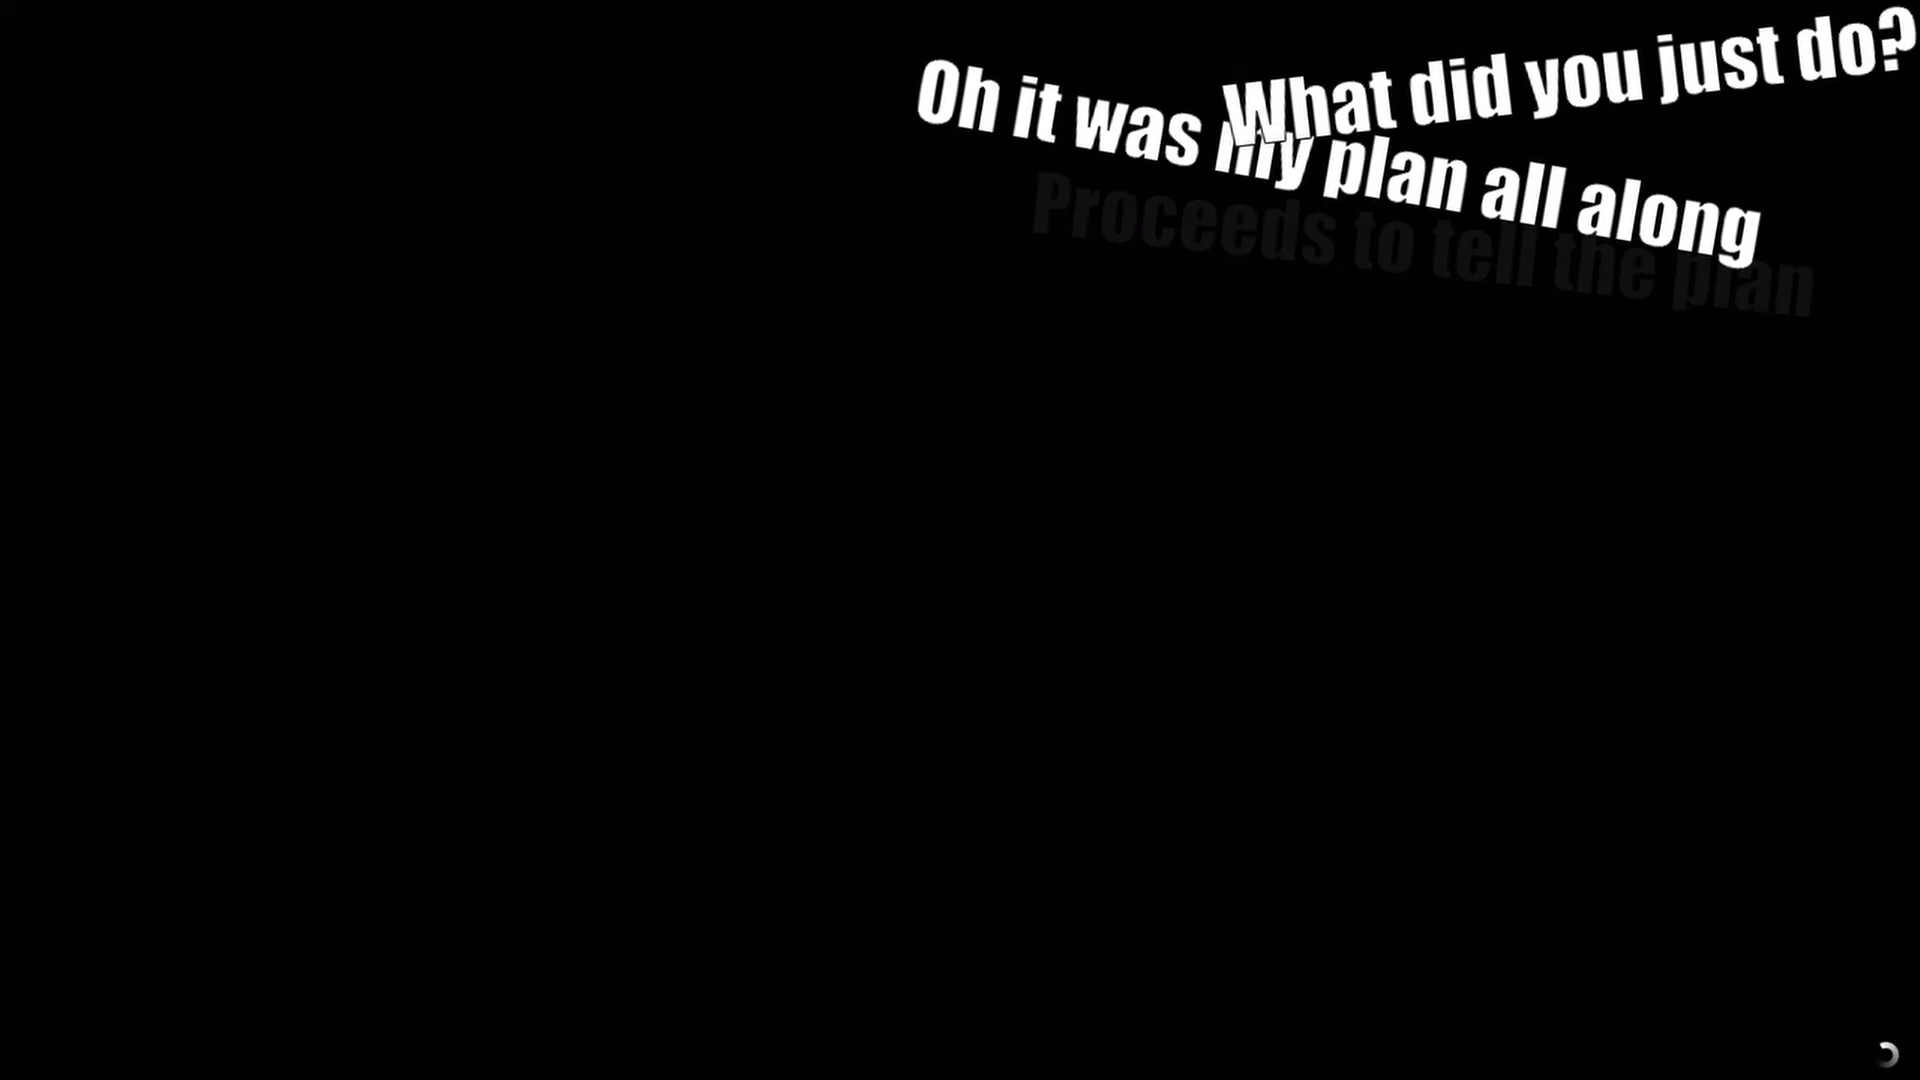 What did you just do?
Oh it was my plan all along
Proceeds to tell the plan